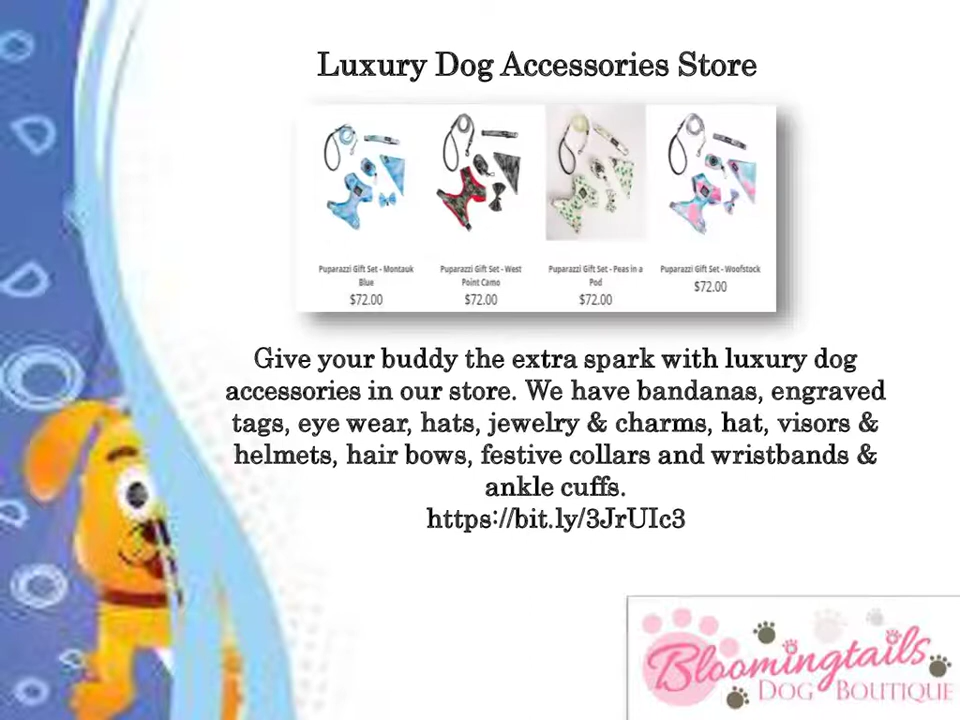 Luxury Dog Accessories Store
Puparazzi Gift Set - Montauk Blue
$72.00
Puparazzi Gift Set - West Point Camo
$72.00
Puparazzi Gift Set - Peas in a Pod
$72.00
Puparazzi Gift Set - Woofstock
$72.00
Give your buddy the extra spark with luxury dog
accessories in our store. We have bandanas, engraved
tags, eye wear, hats, jewelry & charms, hat, visors &
helmets, hair bows, festive collars and wristbands &
ankle cuffs.
https://bit.ly/3JrUIc3
Bloomingtails
DOG BOUTIQUE